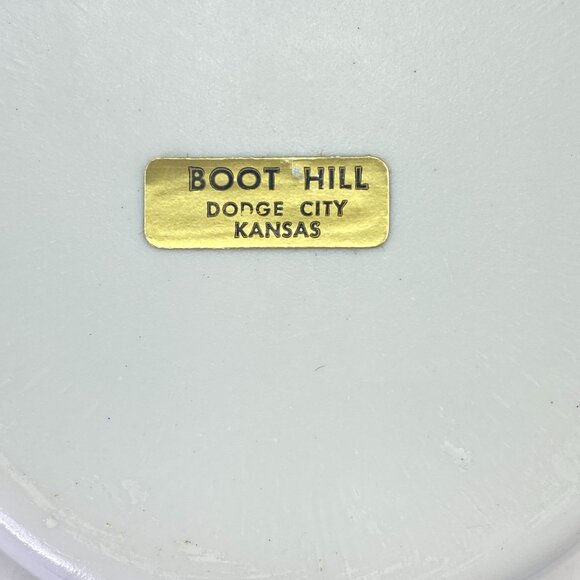 BOOT HILL
DODGE CITY
KANSAS